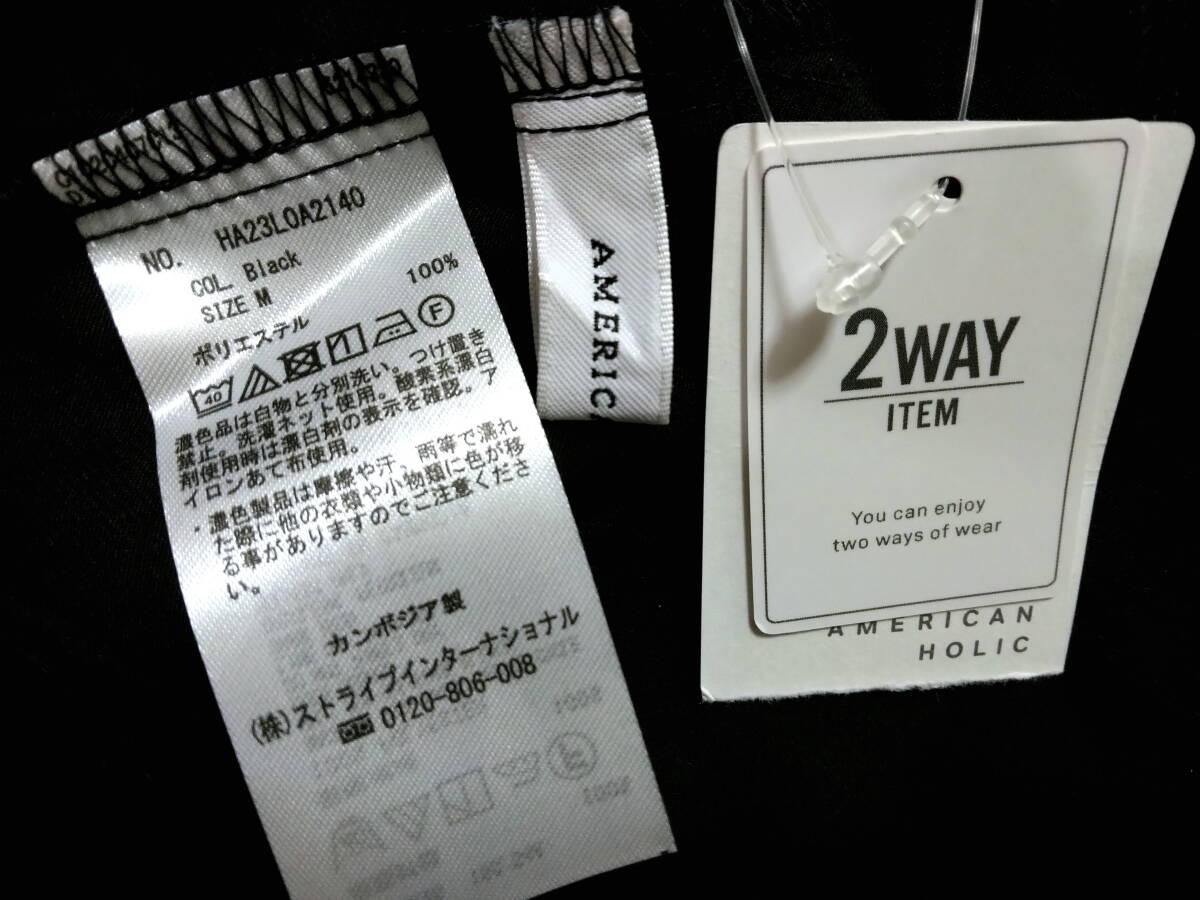 NO. HA23L0A2140
COL. Black
SIZE M
ポリエステル 100%
40 F
濃色品は白物と分別洗い。つけ置き
禁止。洗濯ネット使用。酸素系漂白
剤使用時は漂白剤の表示を確認。ア
イロンあて布使用。
・濃色製品は摩擦や汗、雨等で濡れ
た際に他の衣類や小物類に色が移
る事がありますのでご注意くださ
い。
カンボジア製
(株)ストライプインターナショナル
0120-806-008
AMERIC
2WAY
ITEM
You can enjoy
two ways of wear
AMERICAN
HOLIC